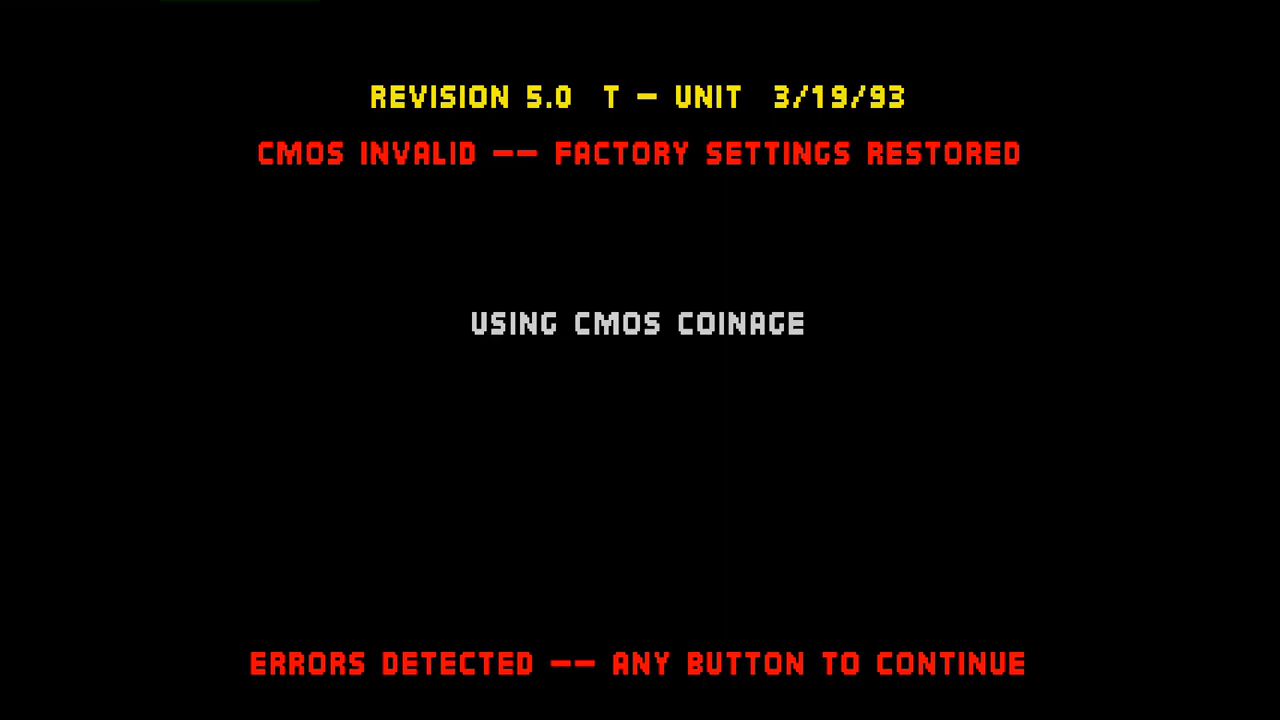 REVISION 5.0  T - UNIT  3/19/93
CMOS INVALID -- FACTORY SETTINGS RESTORED
USING CMOS COINAGE
ERRORS DETECTED -- ANY BUTTON TO CONTINUE